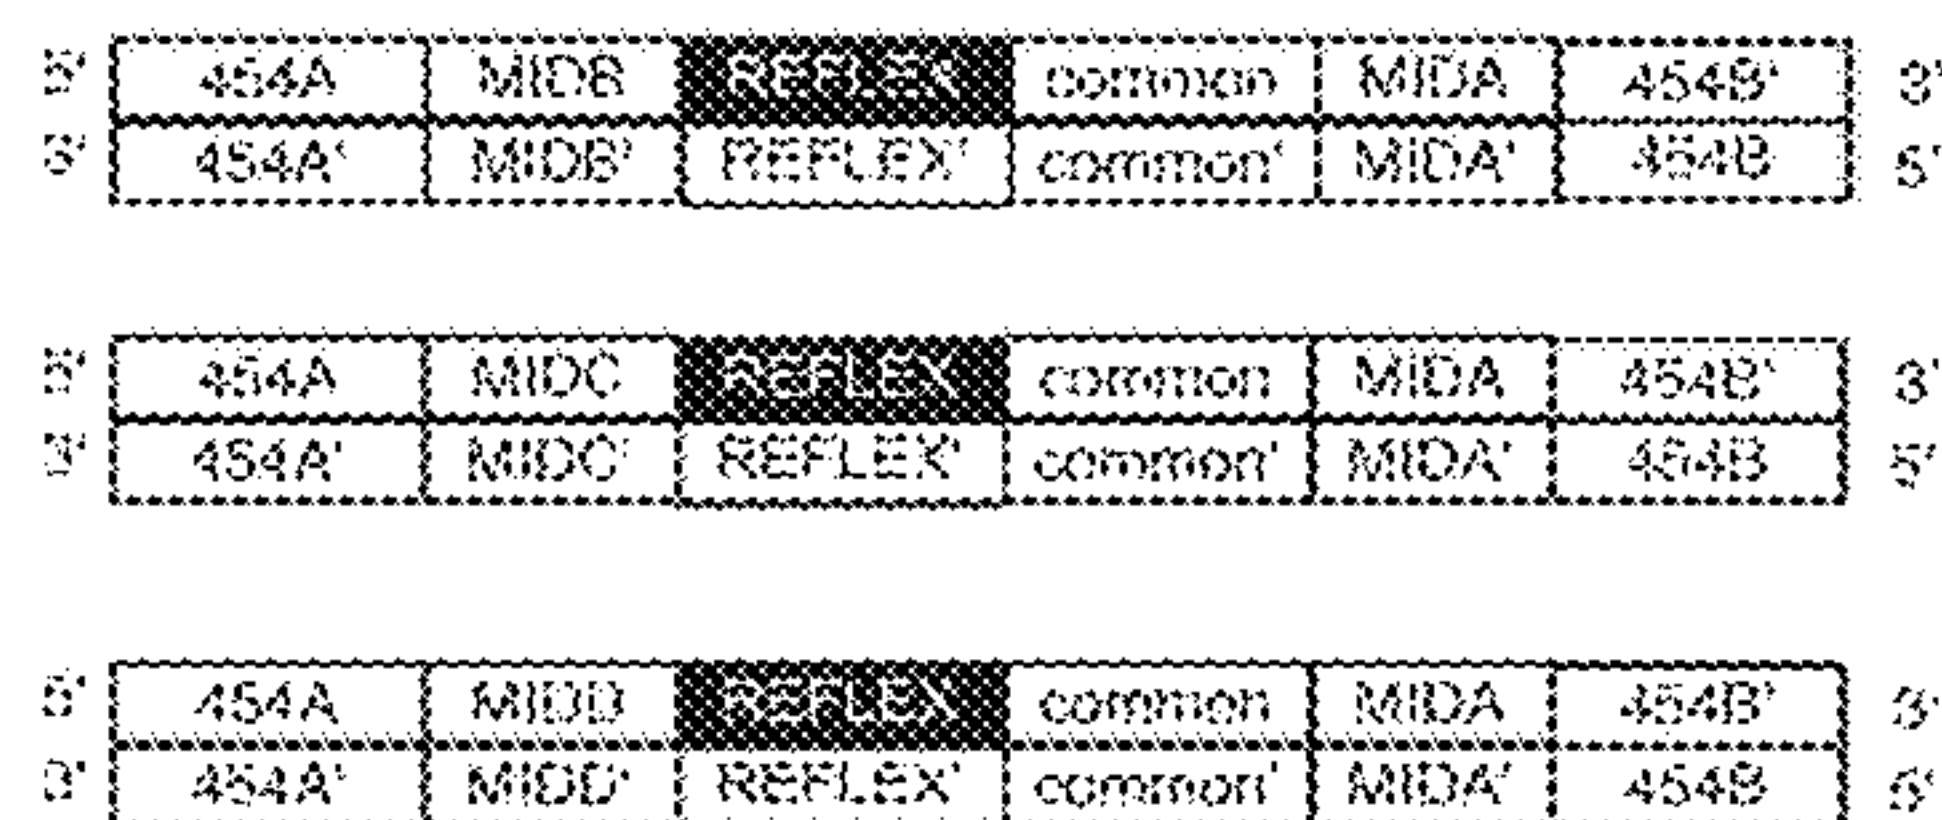 5' 454A MIDB REFLEX common MIDA 454B' 3'
3' 454A' MIDB' REFLEX' common' MIDA' 454B 5'
5' 454A MIDC REFLEX common MIDA 454B' 3'
3' 454A' MIDC' REFLEX' common' MIDA' 454B 5'
5' 454A MIDD REFLEX common MIDA 454B' 3'
3' 454A' MIDD' REFLEX' common' MIDA' 454B 5'